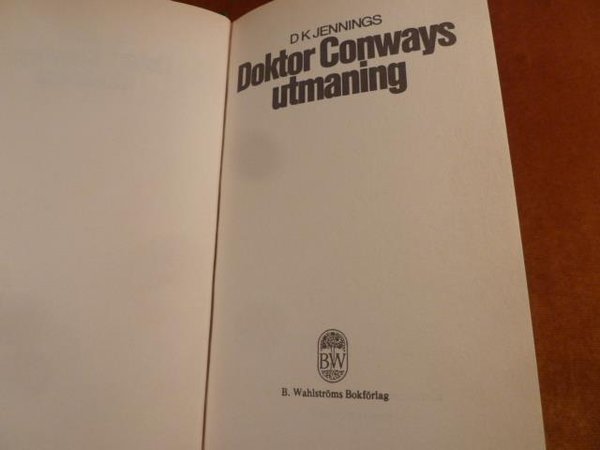 D K JENNINGS
Doktor Conways
utmaning
BW
B. Wahlströms Bokförlag